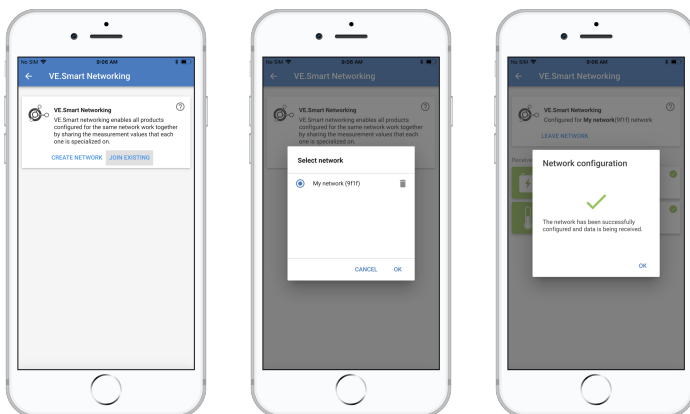 No SIM 9:06 AM
VE.Smart Networking
VE.Smart Networking
VE.Smart networking enables all products
configured for the same network work together
by sharing the measurement values that each
one is specialized on.
CREATE NETWORK JOIN EXISTING
No SIM 9:06 AM
VE.Smart Networking
VE.Smart Networking
VE.Smart networking enables all products
configured for the same network work together
by sharing the measurement values that each
one is specialized on.
Select network
My network (9f1f)
CANCEL OK
No SIM 9:06 AM
VE.Smart Networking
VE.Smart Networking
Configured for My network(9f1f) network
LEAVE NETWORK
Network configuration
The network has been successfully
configured and data is being received.
OK